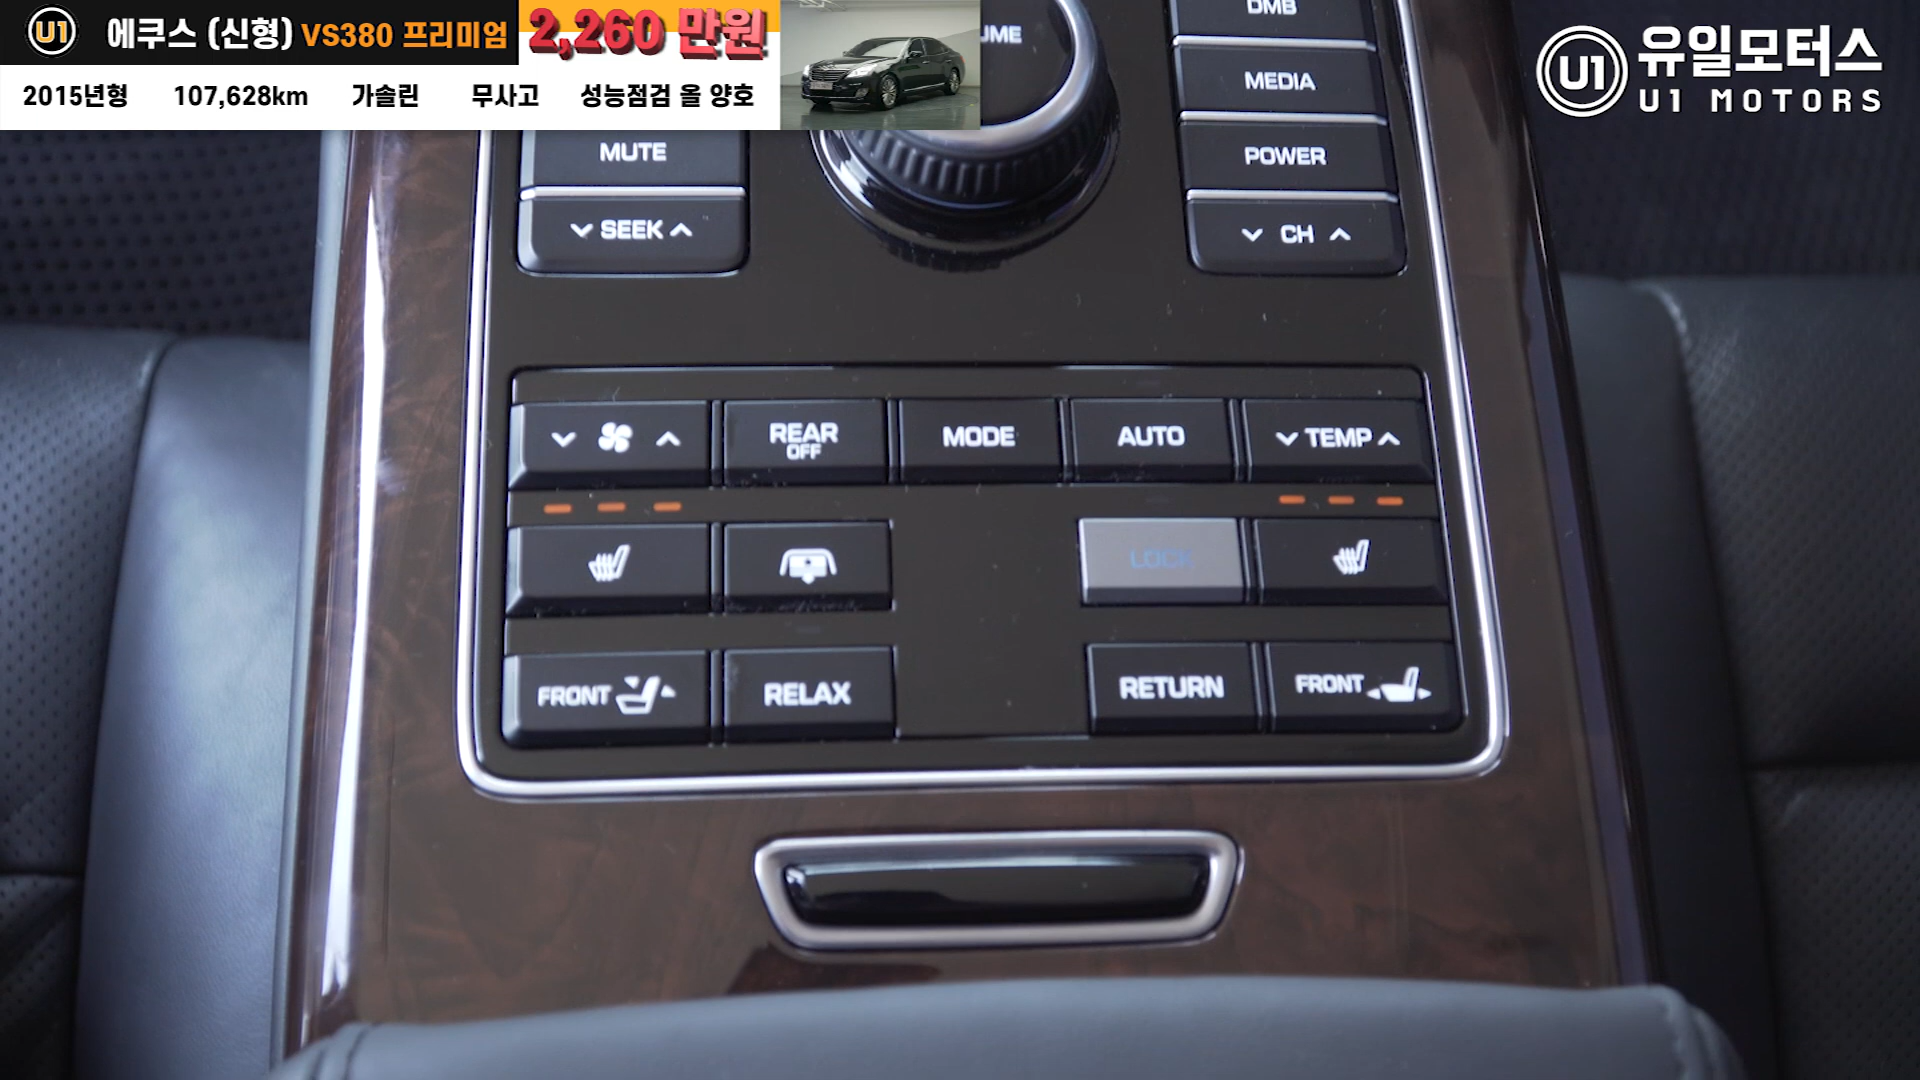 U1 에쿠스 (신형) VS380 프리미엄 2,260 만원
2015년형 107,628km 가솔린 무사고 성능점검 올 양호
U1 유일모터스
U1 MOTORS
DMB
MEDIA
MUTE
POWER
SEEK
CH
REAR OFF
MODE
AUTO
TEMP
LOCK
FRONT
RELAX
RETURN
FRONT